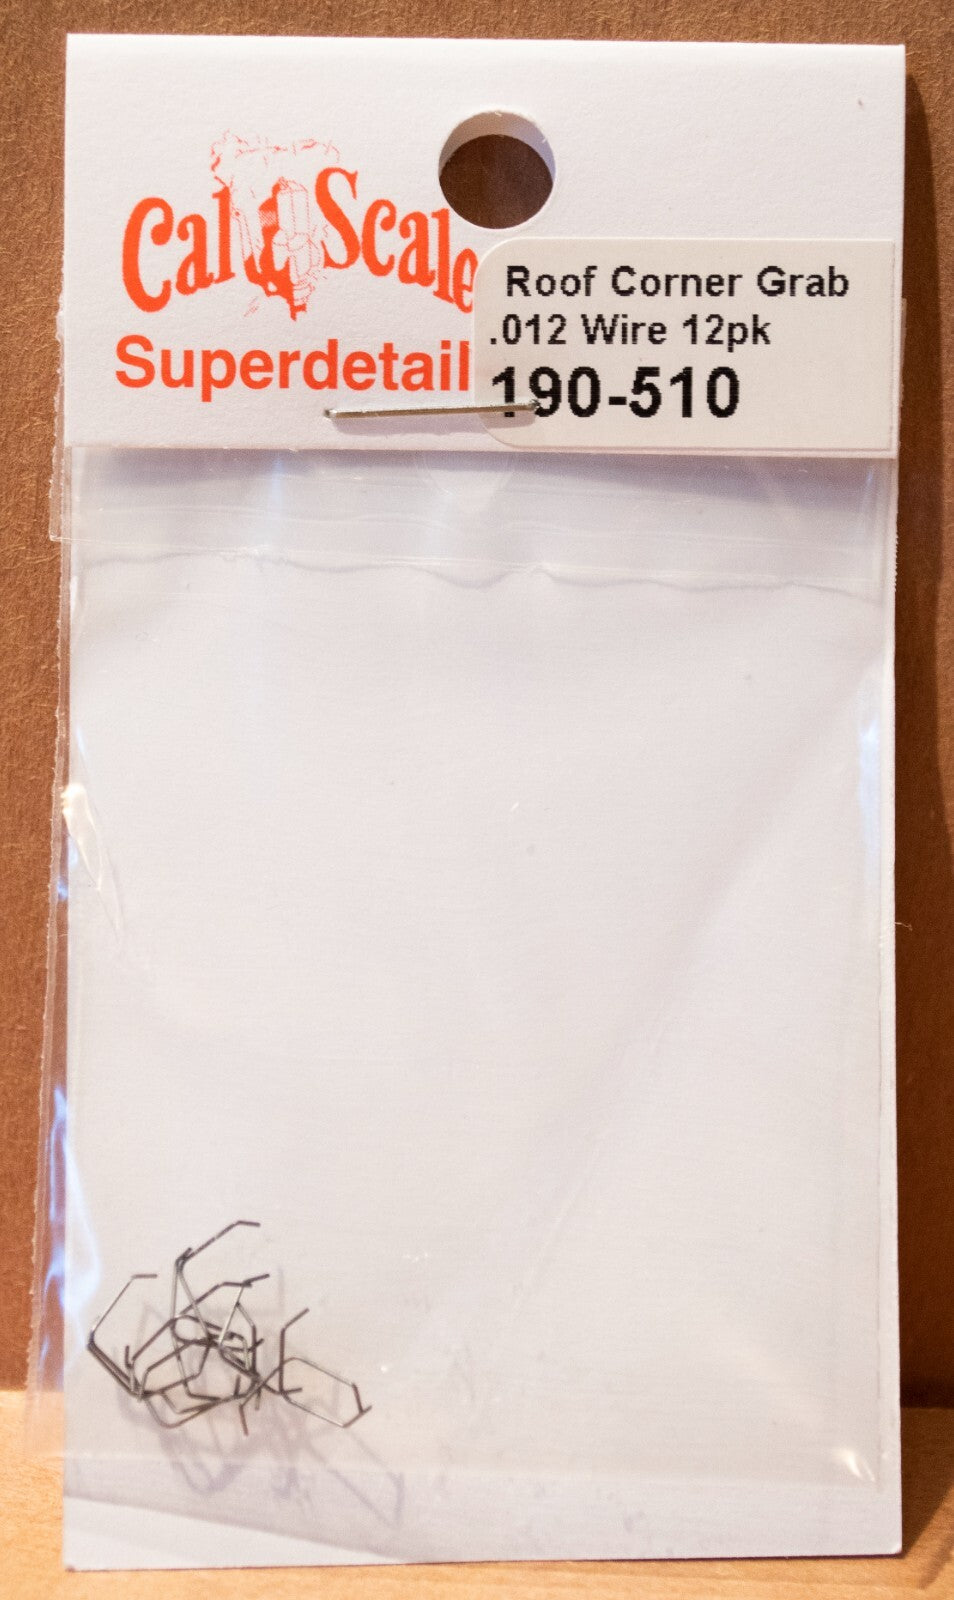 Cal Scale
Superdetail
Roof Corner Grab
.012 Wire 12pk
190-510